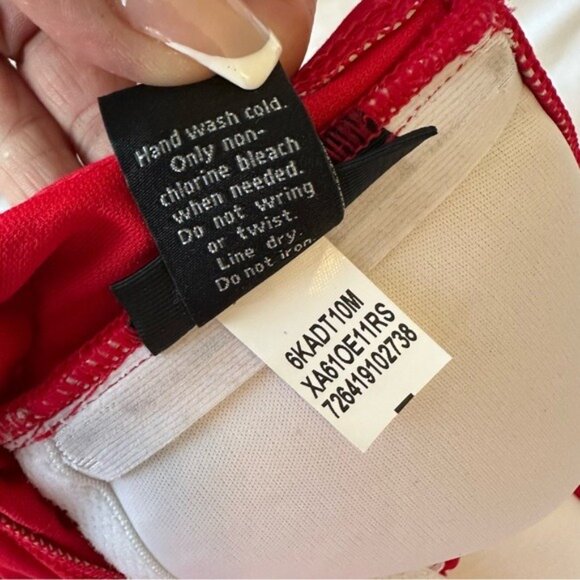 Hand wash cold.
Only non-
chlorine bleach
when needed.
Do not wring
or twist.
Line dry.
Do not iron.
6KADT10M
XA61OE11RS
726419102738